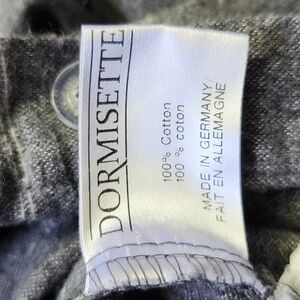 DORMISETTE
100% Cotton
100 % coton
MADE IN GERMANY/
FAIT EN ALLEMAGNE